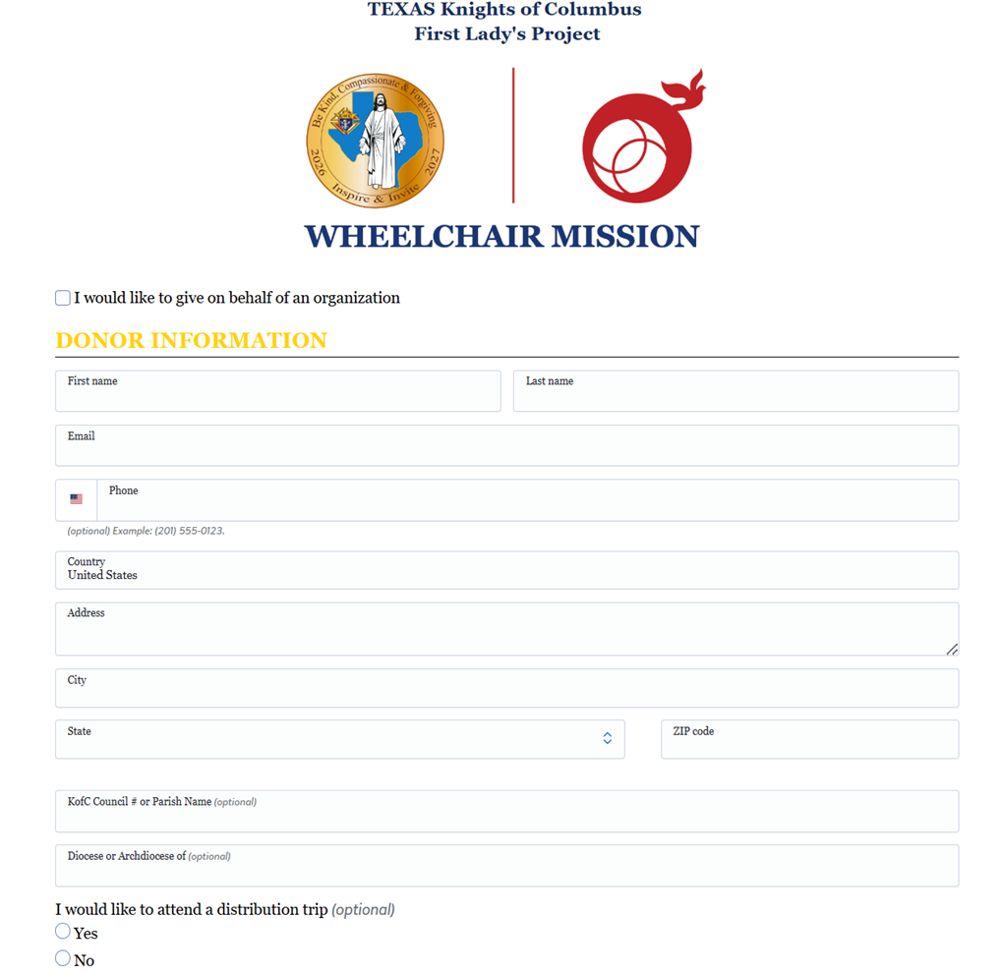 TEXAS Knights of Columbus
First Lady's Project
Be Kind, Compassionate & Forgiving
2026
2027
Inspire & Invite
WHEELCHAIR MISSION
I would like to give on behalf of an organization
DONOR INFORMATION
First name
Last name
Email
Phone
(optional) Example: (201) 555-0123.
Country
United States
Address
City
State
ZIP code
KofC Council # or Parish Name (optional)
Diocese or Archdiocese of (optional)
I would like to attend a distribution trip (optional)
Yes
No